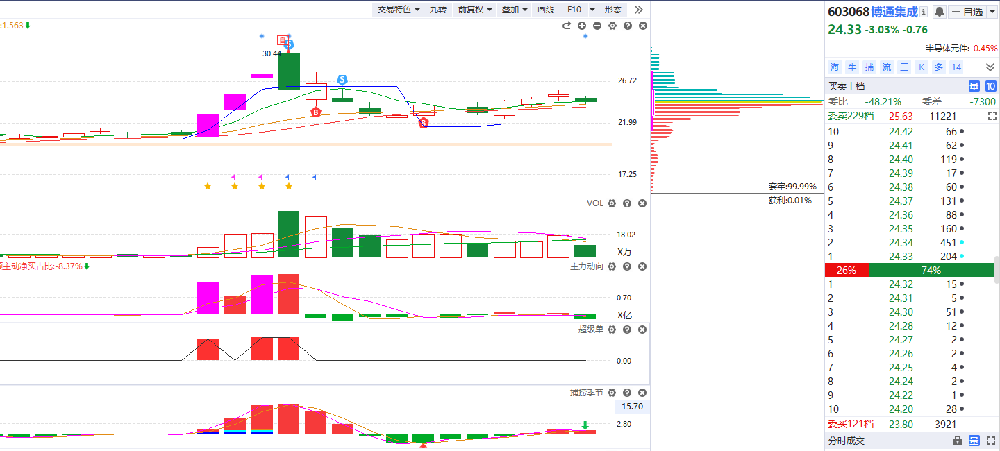 交易特色 九转 前复权 叠加 画线 F10 形态
:1.563
自
S
30.44
S
B
B
26.72
21.99
17.25
VOL
18.02
X万
主动净买占比:-8.37%
主力动向
0.70
X亿
超级单
0.00
捕捞季节
15.70
2.80
套牢:99.99%
获利:0.01%
603068 博通集成 自选
24.33 -3.03% -0.76
半导体元件: 0.45%
海 牛 捕 流 三 K 多 14
买卖十档 量 10
委比 -48.21% 委差 -7300
委卖229档 25.63 11221
10 24.42 66
9 24.41 62
8 24.40 119
7 24.39 17
6 24.38 60
5 24.37 131
4 24.36 88
3 24.35 160
2 24.34 451
1 24.33 204
26% 74%
1 24.32 15
2 24.31 5
3 24.30 51
4 24.28 12
5 24.27 2
6 24.26 2
7 24.25 4
8 24.24 2
9 24.22 1
10 24.20 28
委买121档 23.80 3921
分时成交 量